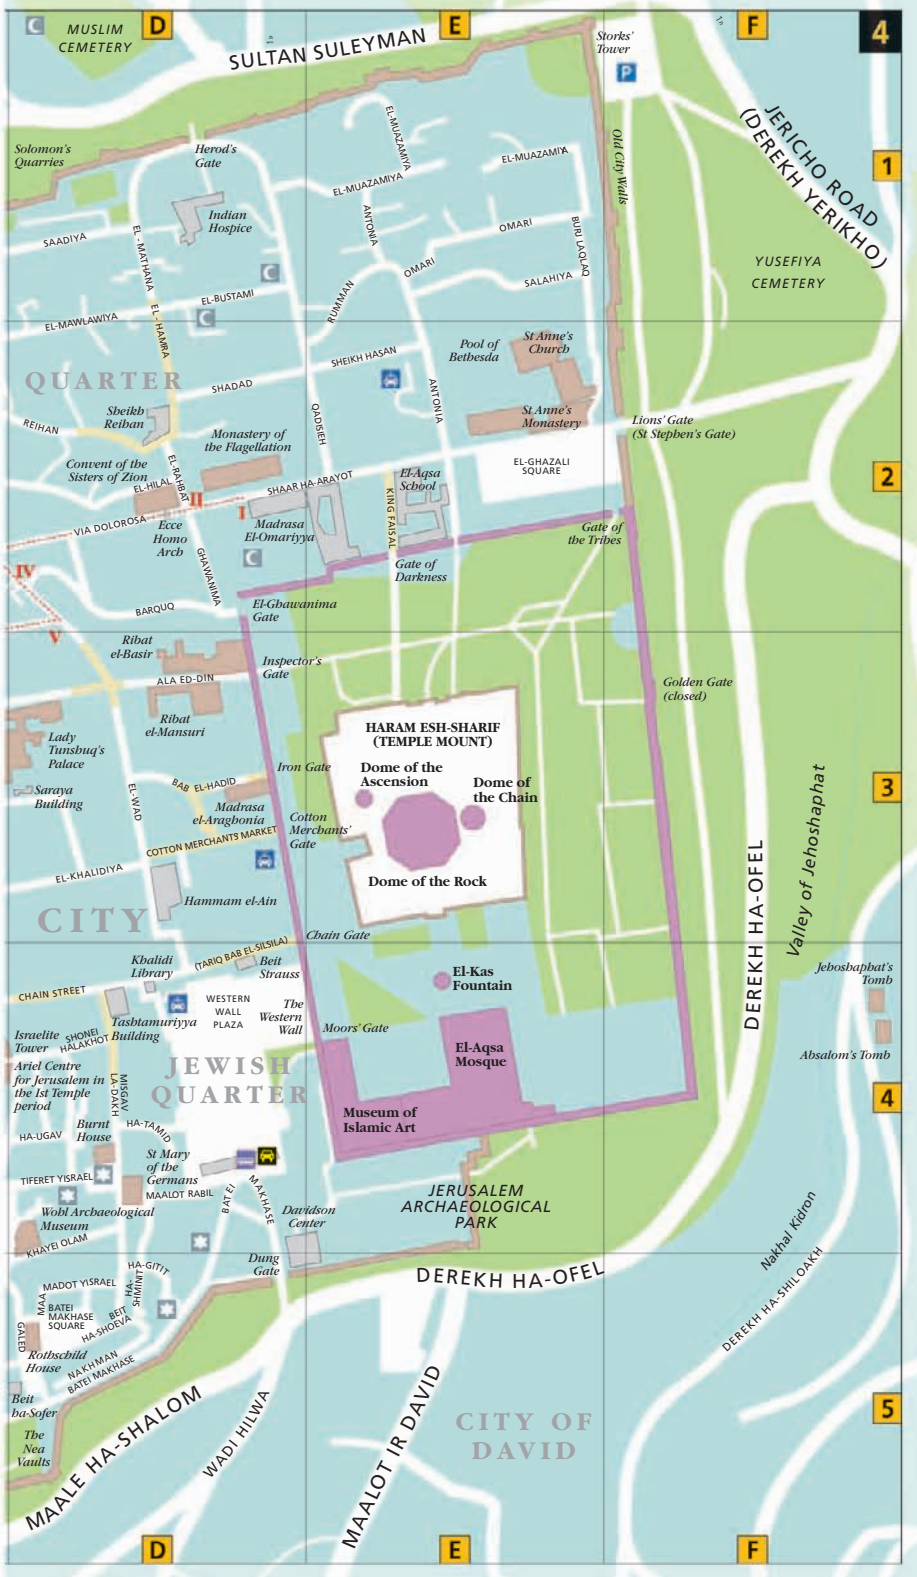 D
E
F
4
MUSLIM
CEMETERY
SULTAN SULEYMAN
Storks'
Tower
P
JERICHO ROAD
(DEREKH YERIKHO)
Solomon's
Quarries
Herod's
Gate
EL-MUAZAMIYA
EL-MUAZAMIYA
EL-MUAZAMIYA
Old City Walls
1
Indian
Hospice
SAADIYA
EL-MATHANA
ANTONIA
OMARI
OMARI
BURJ LAQLAQ
YUSEFIYA
CEMETERY
EL-BUSTAMI
RUMMAN
SALAHIYA
EL-MAWLAWIYA
EL-HAMRA
QUARTER
SHADAD
SHEIKH HASAN
Pool of
Bethesda
St Anne's
Church
ANTONIA
Sheikh
Reihan
REIHAN
QADISIEH
St Anne's
Monastery
Lions' Gate
(St Stephen's Gate)
Monastery of
the Flagellation
Convent of the
Sisters of Zion
EL-HILAL
EL-RAHBAT
SHAAR HA-ARAYOT
El-Aqsa
School
EL-GHAZALI
SQUARE
2
II
I
KING FAISAL
VIA DOLOROSA
Ecce
Homo
Arch
Madrasa
El-Omariyya
Gate of
the Tribes
GHAWANIMA
Gate of
Darkness
IV
V
BARQUQ
El-Ghawanima
Gate
Ribat
el-Basir
Inspector's
Gate
ALA ED-DIN
Golden Gate
(closed)
Ribat
el-Mansuri
HARAM ESH-SHARIF
(TEMPLE MOUNT)
Lady
Tunshuq's
Palace
Iron Gate
Dome of the
Ascension
Dome of
the Chain
3
Saraya
Building
EL-WAD
BAB EL-HADID
Madrasa
el-Araghonia
Cotton
Merchants'
Gate
COTTON MERCHANTS MARKET
EL-KHALIDIYA
Dome of the Rock
Hammam el-Ain
CITY
DEREKH HA-OFEL
Valley of Jehoshaphat
Chain Gate
(TARIQ BAB EL-SILSILA)
Khalidi
Library
Beit
Strauss
El-Kas
Fountain
Jehoshaphat's
Tomb
CHAIN STREET
WESTERN
WALL
PLAZA
The
Western
Wall
Tashtamuriyya
Building
Moors' Gate
Israelite
Tower
SHONEI
HALAKHOT
El-Aqsa
Mosque
Absalom's Tomb
JEWISH
QUARTER
Ariel Centre
for Jerusalem in
the Ist Temple
period
MISGAV
LA-DAKH
Museum of
Islamic Art
4
HA-UGAV
Burnt
House
HA-TAMID
St Mary
of the
Germans
TIFERET YISRAEL
MAALOT RABIL
BATEI
MAKHASE
JERUSALEM
ARCHAEOLOGICAL
PARK
Wohl Archaeological
Museum
Davidson
Center
KHAYEI OLAM
Dung
Gate
Nakhal Kidron
DEREKH HA-SHILOAKH
DEREKH HA-OFEL
HA-GITIT
MADOT YISRAEL
HA-
SHMINIT
MAA
BATEI
MAKHASE
SQUARE
BEIT
HA-SHOEVA
GALED
Rothschild
House
NAKHMAN
BATEI MAKHASE
Beit
ha-Sofer
The
Nea
Vaults
MAALE HA-SHALOM
WADI HILWA
MAALOT IR DAVID
CITY OF
DAVID
5
D
E
F